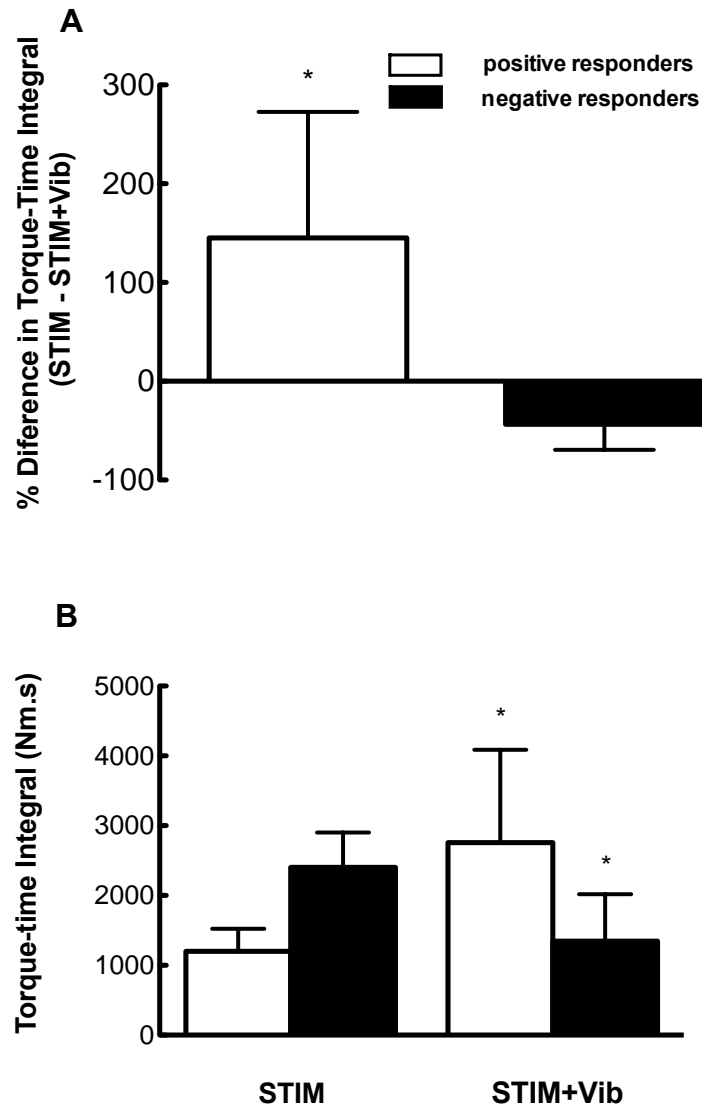 A
% Diference in Torque-Time Integral
(STIM - STIM+Vib)
300
200
100
0
-100
*
positive responders
negative responders
B
Torque-time Integral (Nm.s)
5000
4000
3000
2000
1000
0
*
*
STIM STIM+Vib